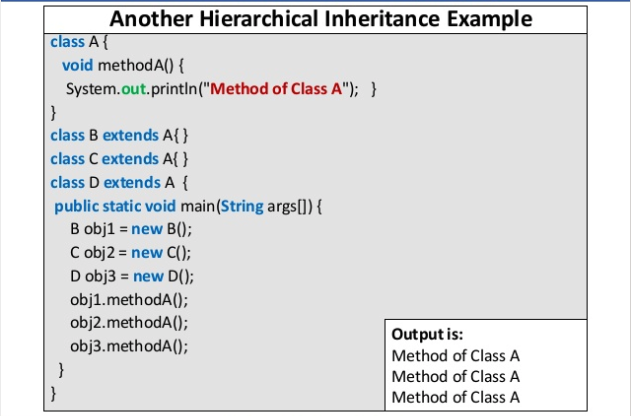 Another Hierarchical Inheritance Example
class A {
void methodA() {
System.out.println("Method of Class A"); }
}
class B extends A{ }
class C extends A{ }
class D extends A {
public static void main(String args[]) {
B obj1 = new B();
C obj2 = new C();
D obj3 = new D();
obj1.methodA();
obj2.methodA();
obj3.methodA();
}
}
Output is:
Method of Class A
Method of Class A
Method of Class A